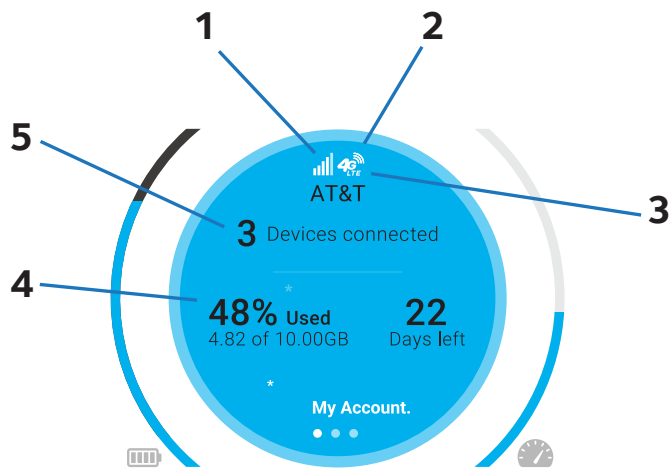 1
2
5
4G
LTE
AT&T
3
3 Devices connected
4
*
48% Used
22
4.82 of 10.00GB
Days left
*
My Account.